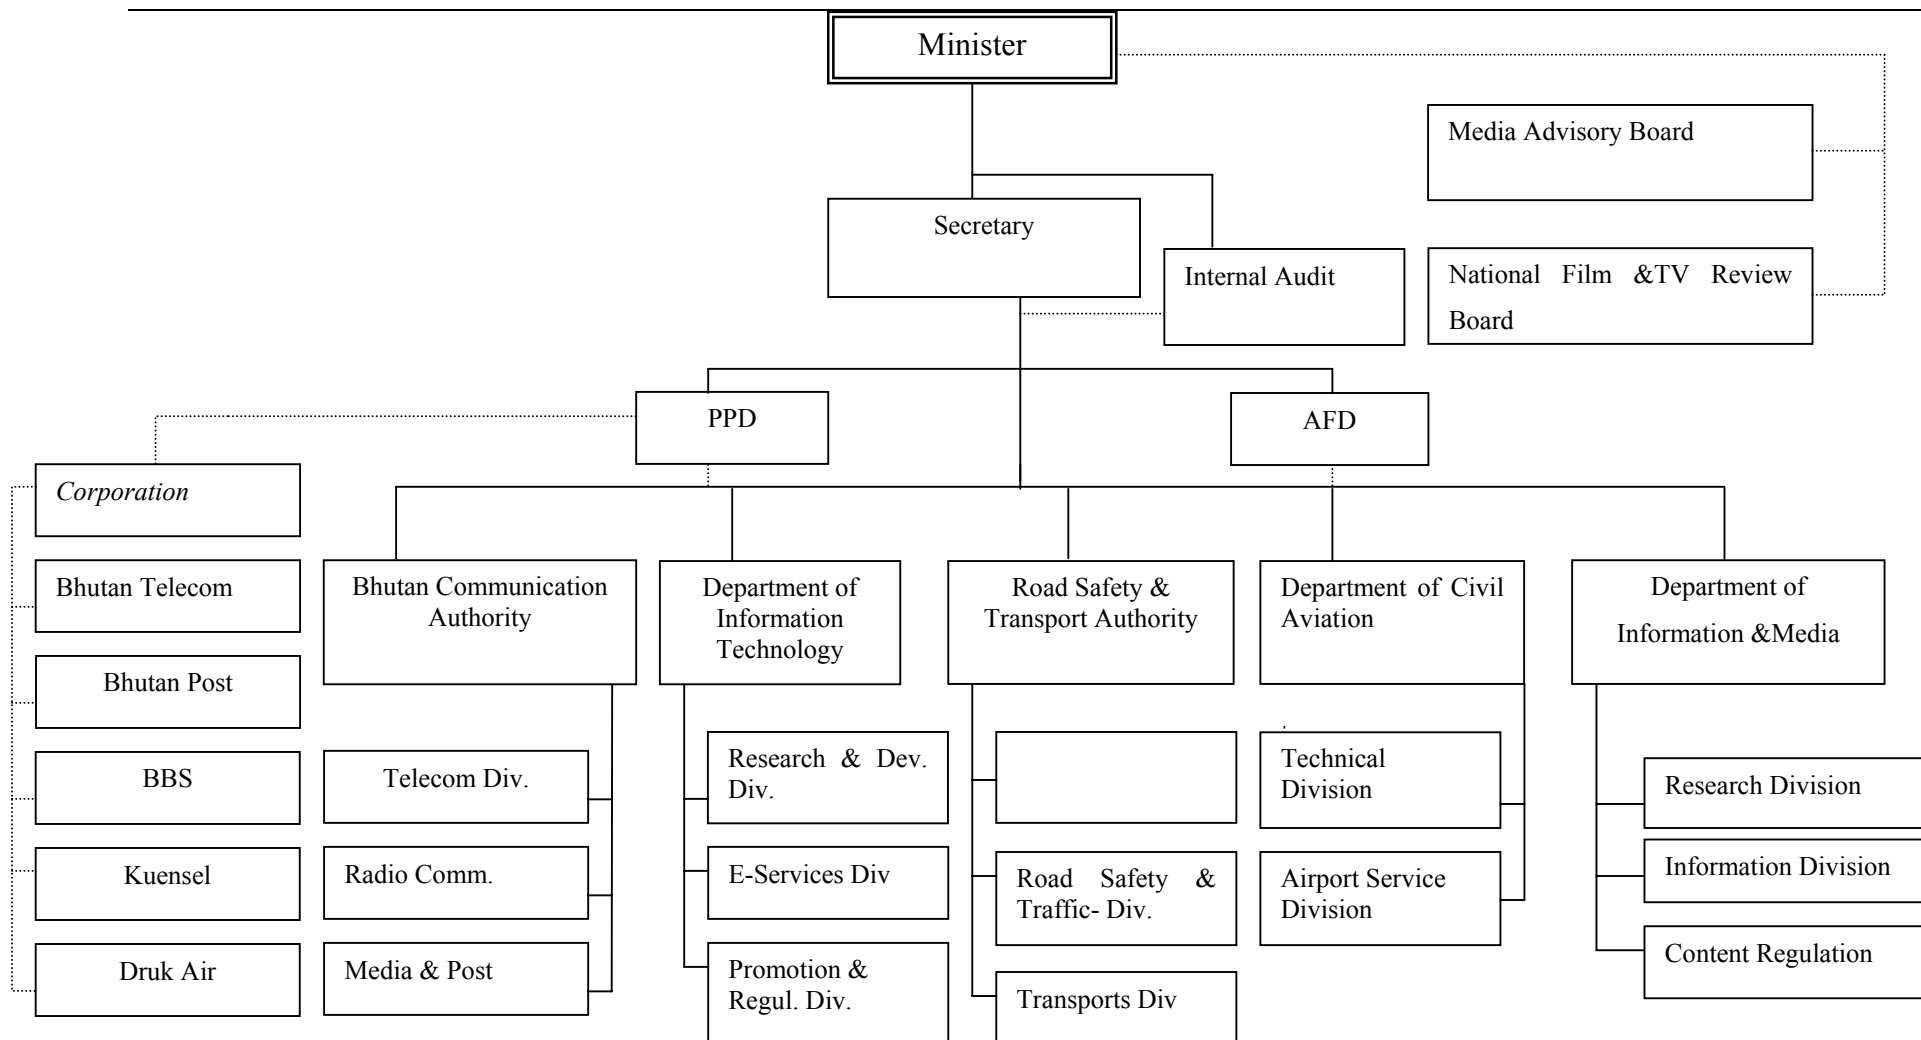 Minister
Media Advisory Board
Secretary
Internal Audit
National Film &TV Review
Board
PPD
AFD
Corporation
Bhutan Telecom
Bhutan Post
BBS
Kuensel
Druk Air
Bhutan Communication
Authority
Telecom Div.
Radio Comm.
Media & Post
Department of
Information
Technology
Research & Dev.
Div.
E-Services Div
Promotion &
Regul. Div.
Road Safety &
Transport Authority
Road Safety &
Traffic- Div.
Transports Div
Department of Civil
Aviation
Technical
Division
Airport Service
Division
Department of
Information &Media
Research Division
Information Division
Content Regulation